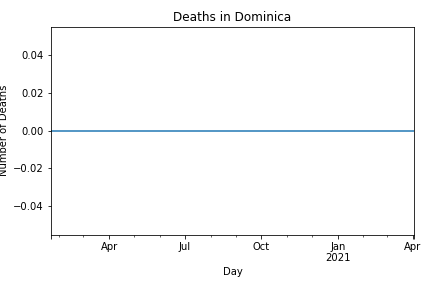 Deaths in Dominica
Number of Deaths
0.04
0.02
0.00
−0.02
−0.04
Apr Jul Oct Jan Apr
2021
Day